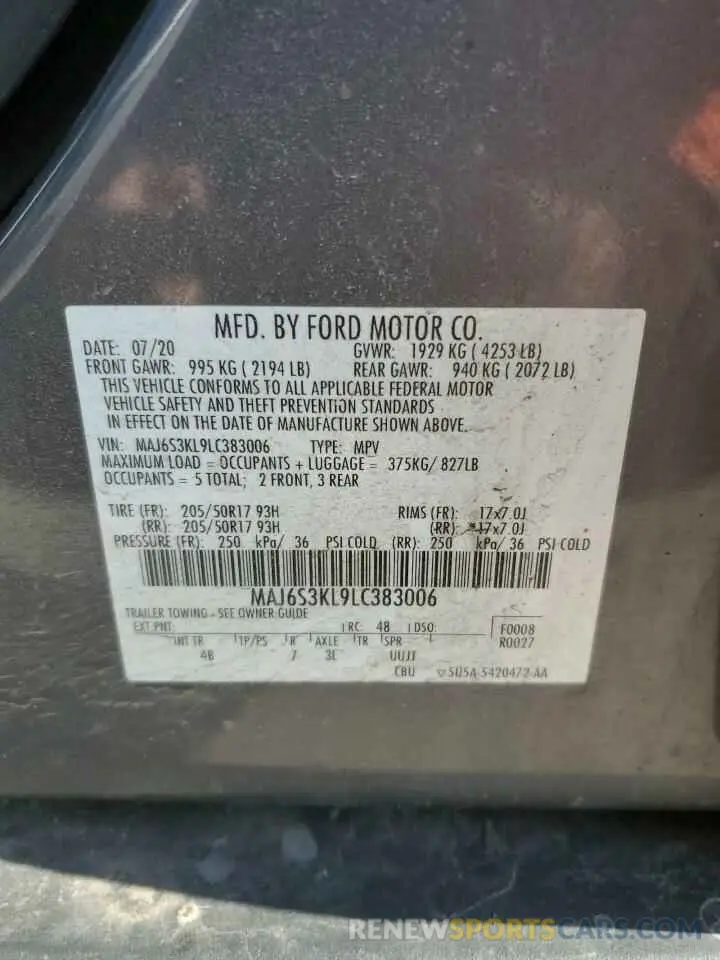 MFD. BY FORD MOTOR CO.
DATE: 07/20 GVWR: 1929 KG ( 4253 LB)
FRONT GAWR: 995 KG ( 2194 LB) REAR GAWR: 940 KG ( 2072 LB)
THIS VEHICLE CONFORMS TO ALL APPLICABLE FEDERAL MOTOR
VEHICLE SAFETY AND THEFT PREVENTION STANDARDS
IN EFFECT ON THE DATE OF MANUFACTURE SHOWN ABOVE.
VIN: MAJ6S3KL9LC383006 TYPE: MPV
MAXIMUM LOAD = OCCUPANTS + LUGGAGE = 375KG/ 827LB
OCCUPANTS = 5 TOTAL; 2 FRONT, 3 REAR
TIRE (FR): 205/50R17 93H RIMS (FR): 17x7.0J
(RR): 205/50R17 93H (RR): 17x7.0J
PRESSURE (FR): 250 kPa/ 36 PSI COLD (RR): 250 kPa/ 36 PSI COLD
MAJ6S3KL9LC383006
TRAILER TOWING - SEE OWNER GUIDE
EXT PNT: RC: 48 DSO: F0008
INT TR TP/PS R AXLE TR SPR R0027
4B 7 3L UUJT
CBU 5U5A-5420472-AA
RENEWSPORTSCARS.COM